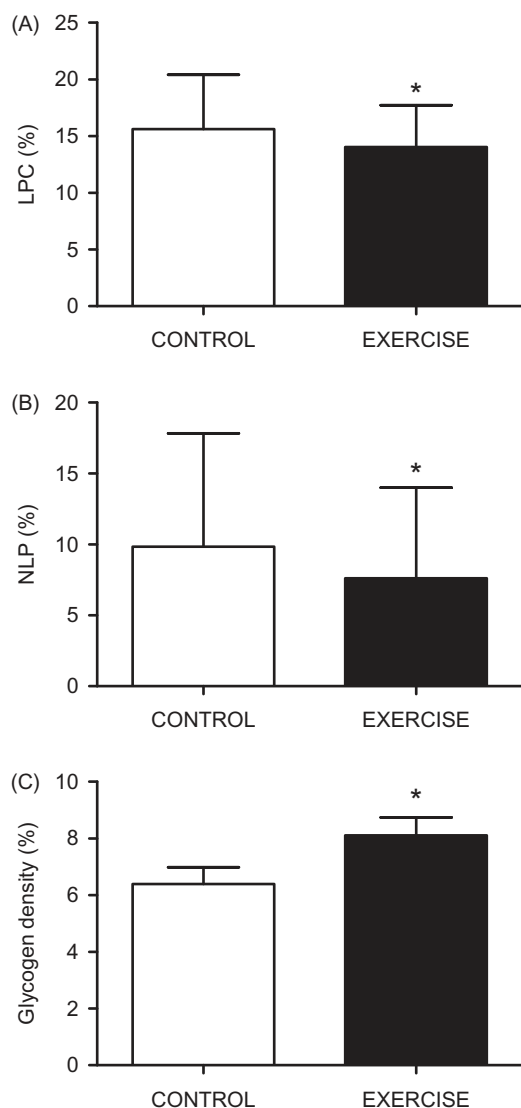 (A)
25
20
15
10
5
0
LPC (%)
*
CONTROL EXERCISE
(B)
20
15
10
5
0
NLP (%)
*
CONTROL EXERCISE
(C)
10
8
6
4
2
0
Glycogen density (%)
*
CONTROL EXERCISE